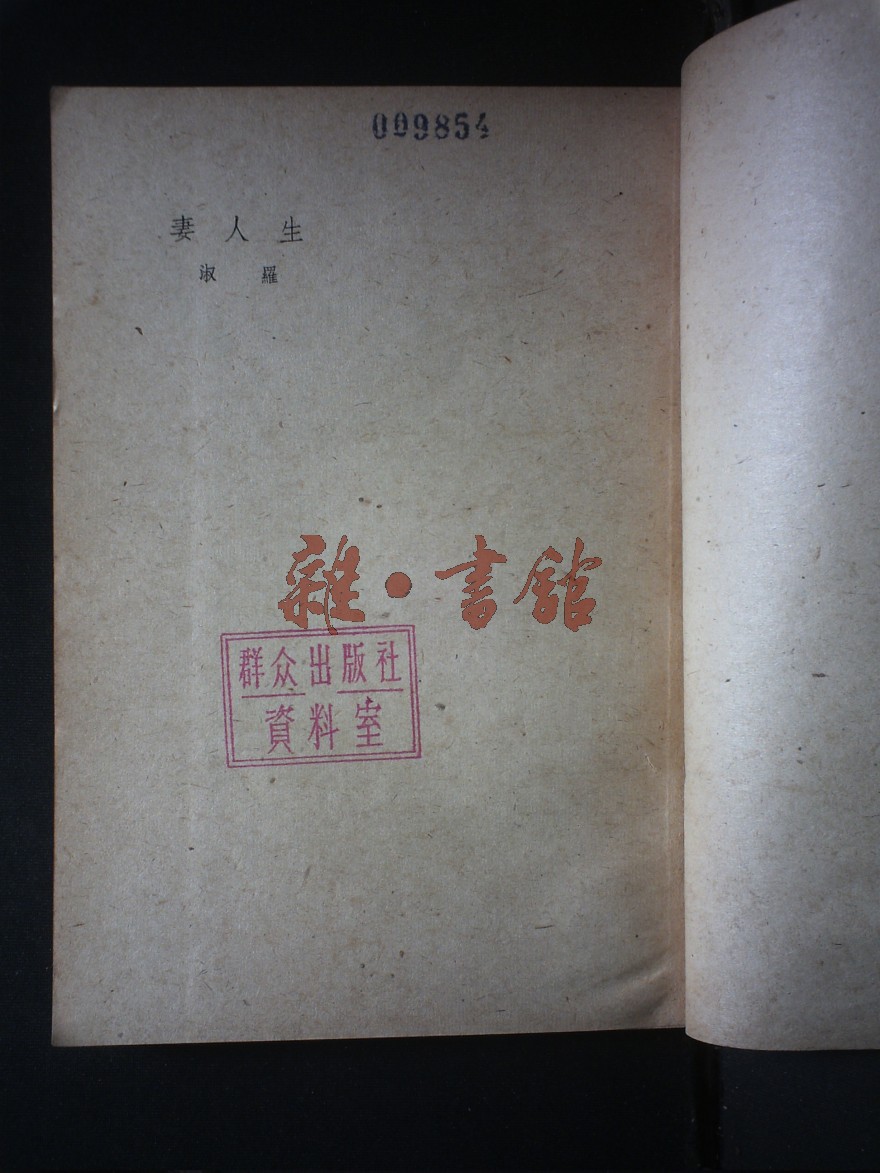 009854
生人妻
羅淑
雜·書館
群众出版社
資料室